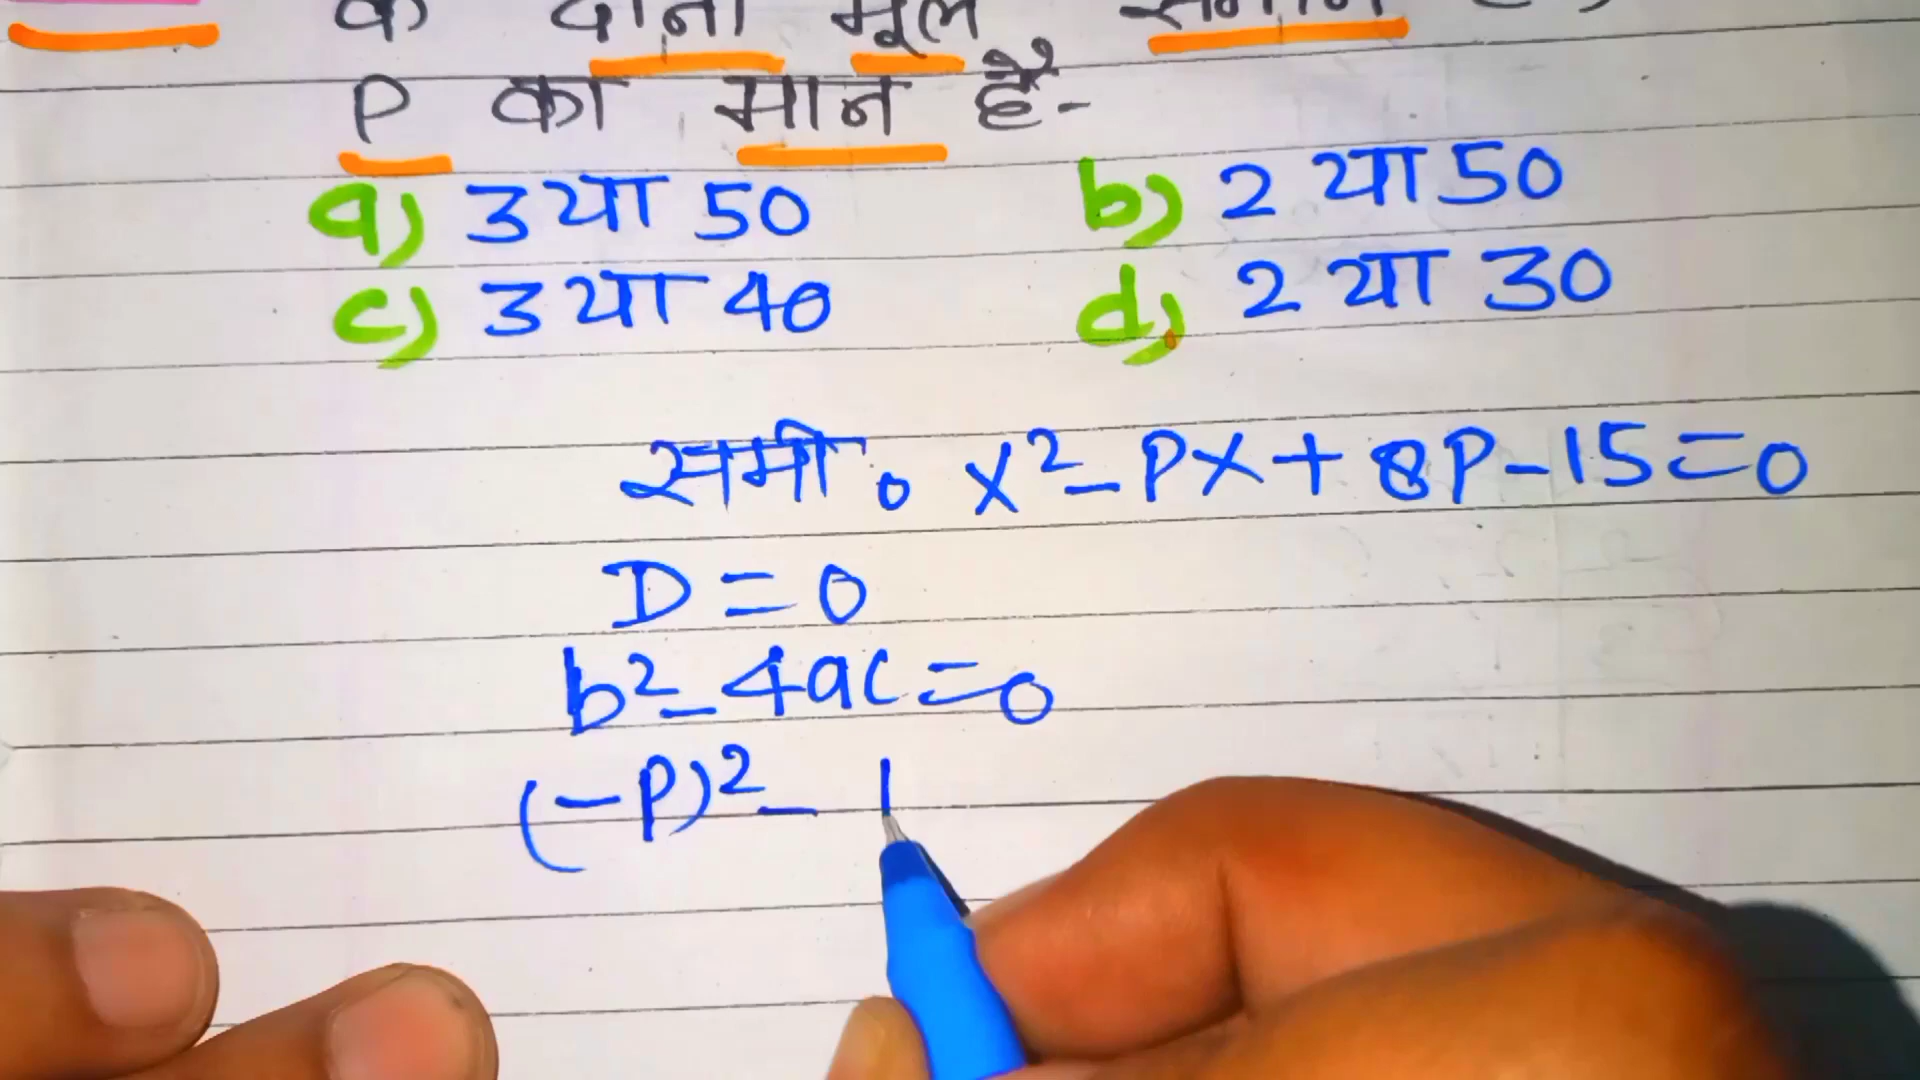 के दोनों मूल समान
P का मान है-
a) 3 या 50 b) 2 या 50
c) 3 या 40 d) 2 या 30
समी० x²-Px+8P-15=0
D=0
b²-4ac=0
(-P)²-